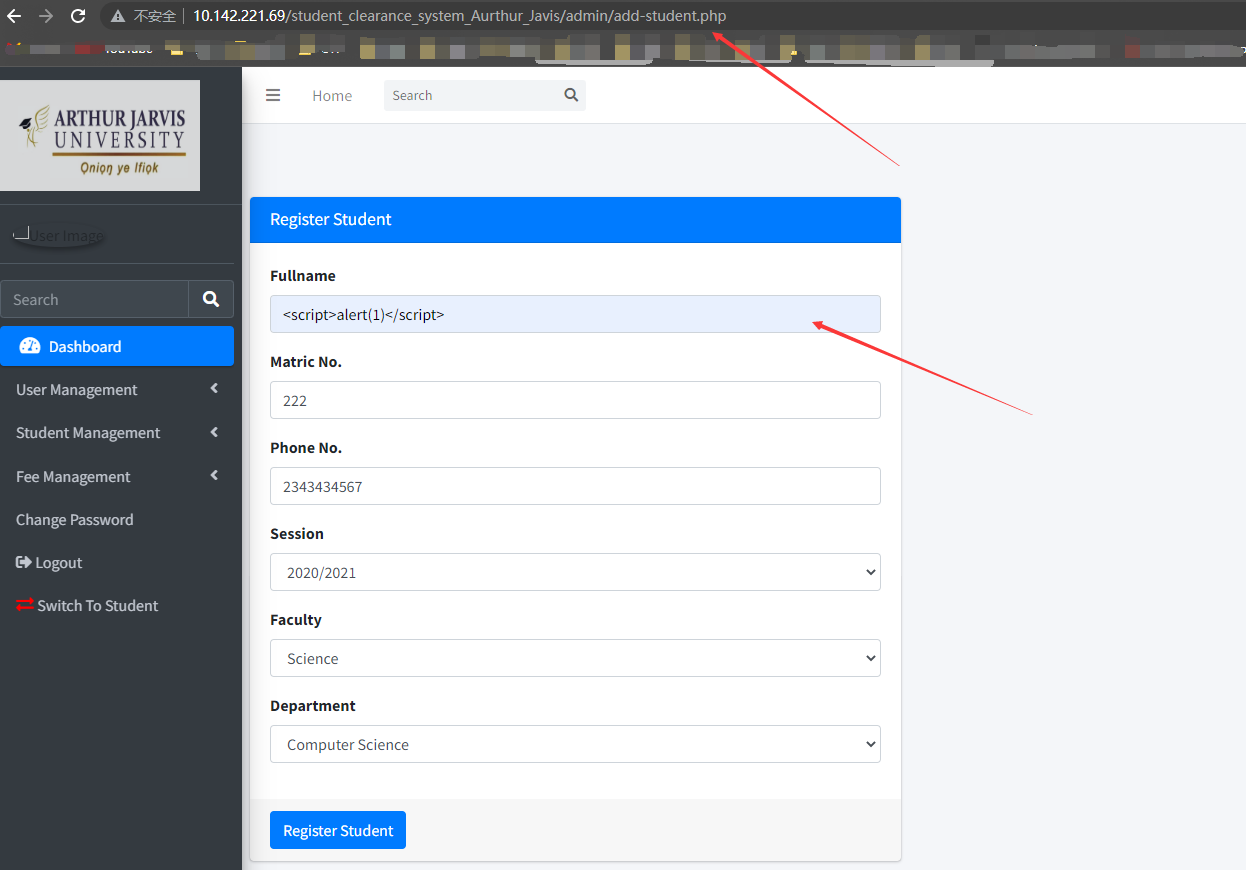 不安全 10.142.221.69/student_clearance_system_Aurthur_Javis/admin/add-student.php
ARTHUR JARVIS
UNIVERSITY
Ọniọŋ ye Ifiọk
Home
Search
User Image
Search
Dashboard
User Management
Student Management
Fee Management
Change Password
Logout
Switch To Student
Register Student
Fullname
<script>alert(1)</script>
Matric No.
222
Phone No.
2343434567
Session
2020/2021
Faculty
Science
Department
Computer Science
Register Student